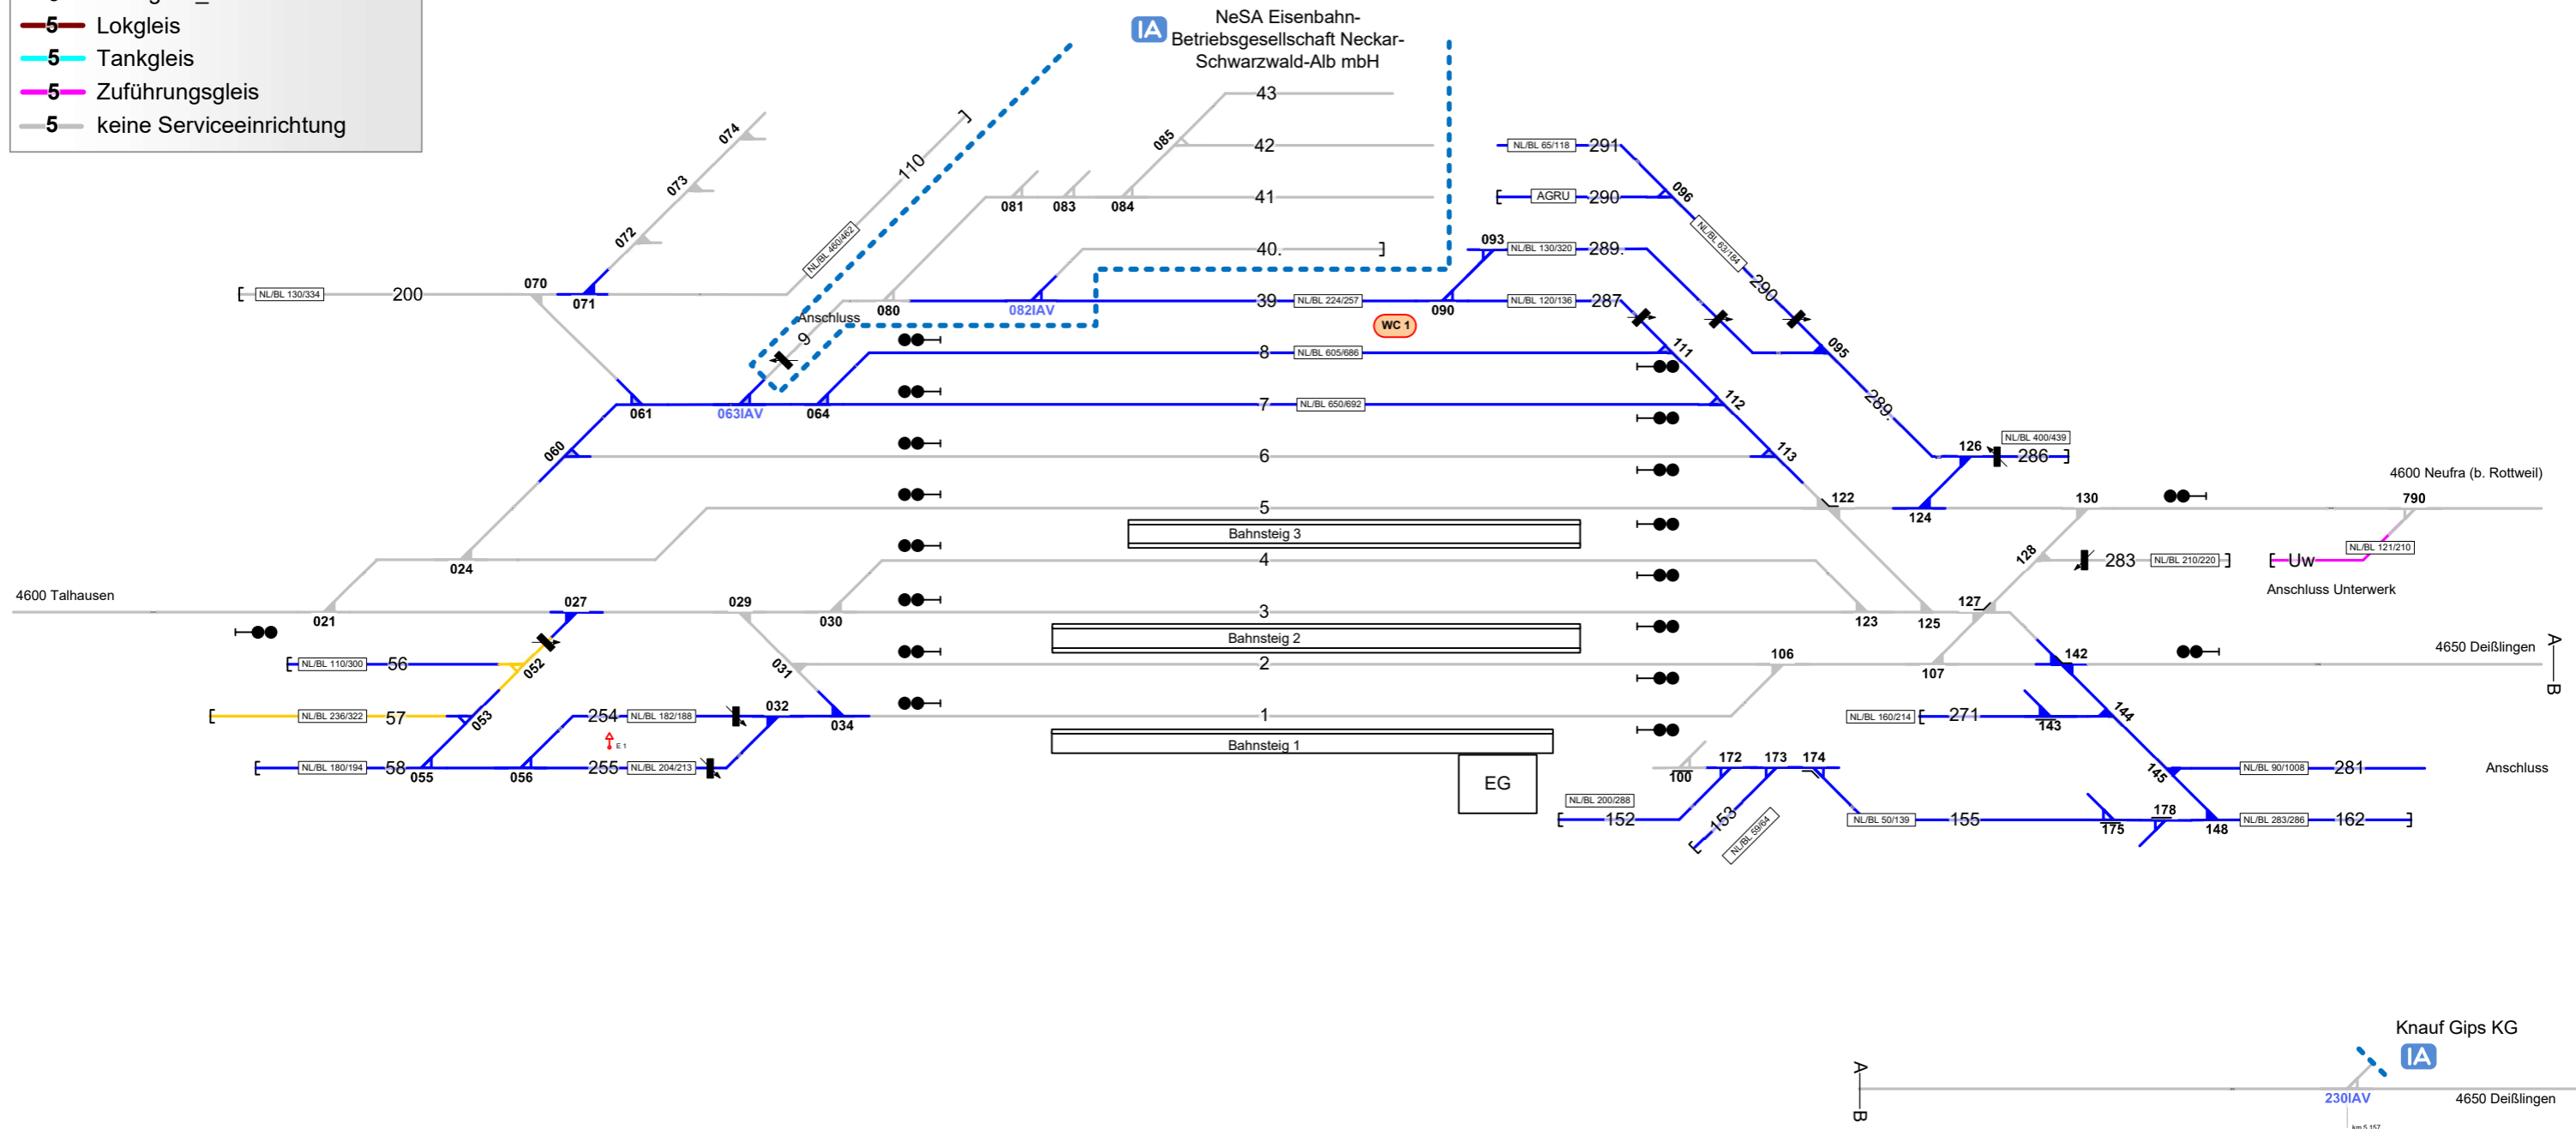 5 Lokgleis
5 Tankgleis
5 Zuführungsgleis
5 keine Serviceeinrichtung
IA
NeSA Eisenbahn-
Betriebsgesellschaft Neckar-
Schwarzwald-Alb mbH
43
074
085
42
NL/BL 65/118 291
110
073
096
081 083 084 41
AGRU 290
072
NL/BL 460/462
40.
093 NL/BL 130/320 289.
NL/BL 63/184
290
NL/BL 130/334 200 070 071
080 082IAV 39 NL/BL 224/257 090 NL/BL 120/136 287
Anschluss
9
WC 1
8 NL/BL 605/686 111 095
061 063IAV 064 7 NL/BL 650/692 112 289.
060 6 113 126 NL/BL 400/439 286
4600 Neufra (b. Rottweil)
5 122 124 130 790
Bahnsteig 3
024 4 128 283 NL/BL 210/220 Uw NL/BL 121/210
Anschluss Unterwerk
4600 Talhausen
021 027 029 030 3 123 125 127
Bahnsteig 2
NL/BL 110/300 56 052 031 2 106 107 142 4650 Deißlingen
A
B
NL/BL 236/322 57 053 254 NL/BL 182/188 032 034 1 NL/BL 160/214 271 143 144
E 1
Bahnsteig 1
NL/BL 180/194 58 055 056 255 NL/BL 204/213
EG
100 172 173 174 145 NL/BL 90/1008 281 Anschluss
NL/BL 200/288
152 153 NL/BL 59/64 NL/BL 50/139 155 175 178 148 NL/BL 283/286 162
Knauf Gips KG
IA
A
B
230IAV 4650 Deißlingen
km 5,157